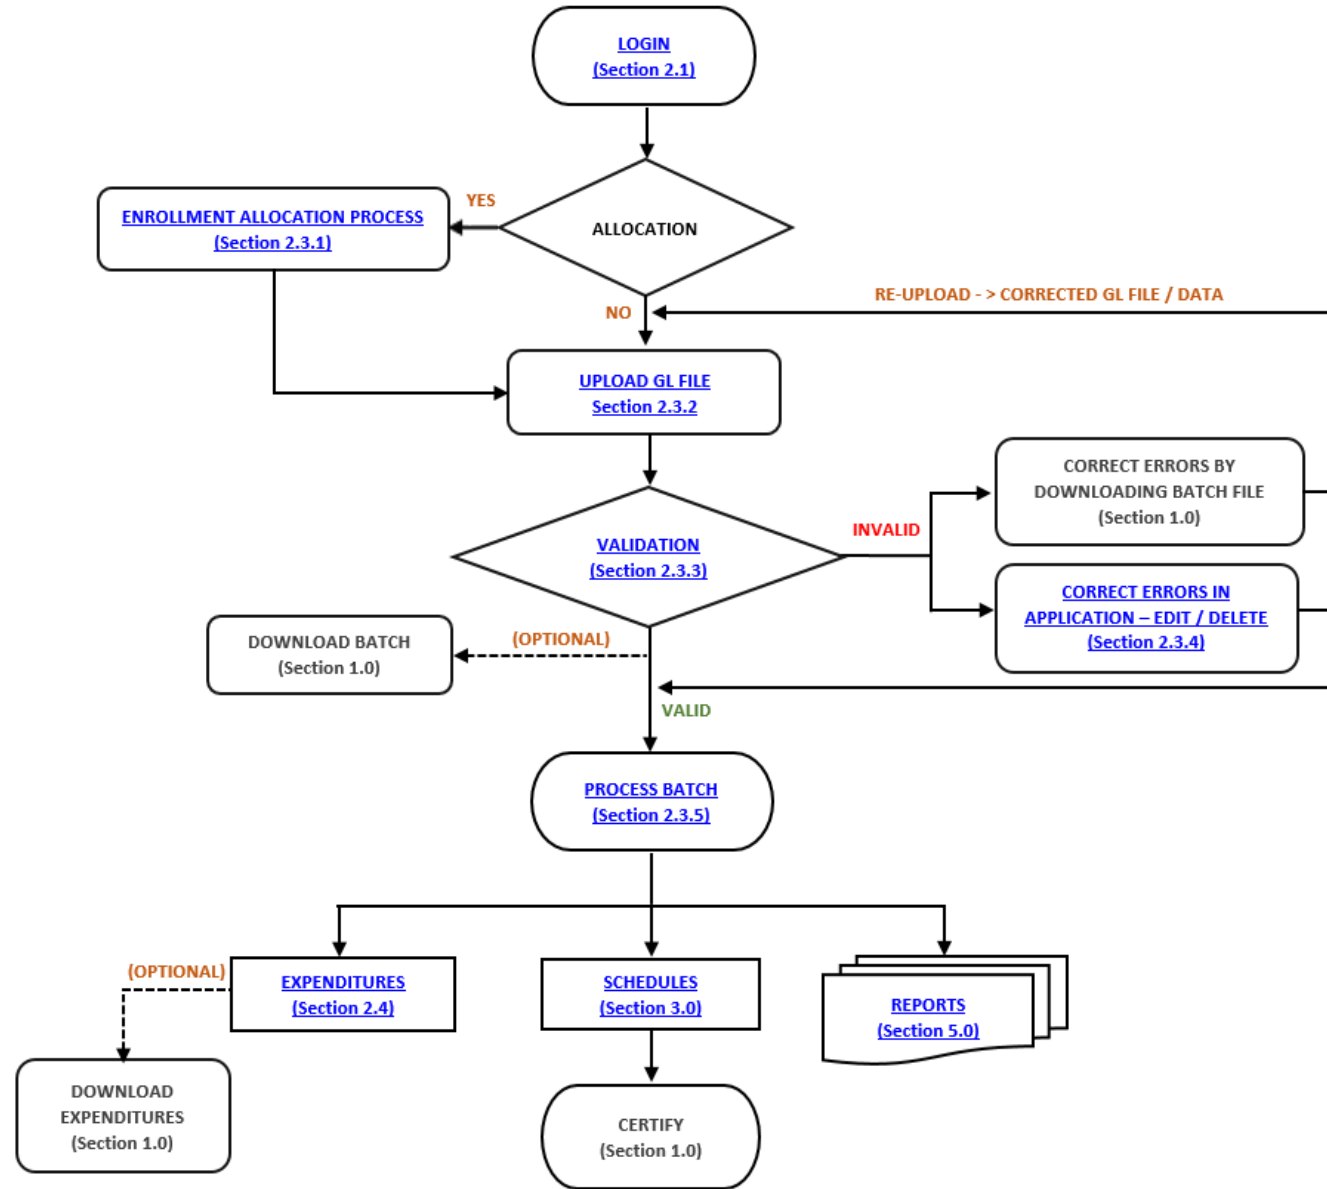 LOGIN
(Section 2.1)
YES
ENROLLMENT ALLOCATION PROCESS
(Section 2.3.1)
ALLOCATION
NO
RE-UPLOAD - > CORRECTED GL FILE / DATA
UPLOAD GL FILE
Section 2.3.2
CORRECT ERRORS BY
DOWNLOADING BATCH FILE
(Section 1.0)
INVALID
VALIDATION
(Section 2.3.3)
CORRECT ERRORS IN
APPLICATION – EDIT / DELETE
(Section 2.3.4)
(OPTIONAL)
DOWNLOAD BATCH
(Section 1.0)
VALID
PROCESS BATCH
(Section 2.3.5)
(OPTIONAL)
EXPENDITURES
(Section 2.4)
SCHEDULES
(Section 3.0)
REPORTS
(Section 5.0)
DOWNLOAD
EXPENDITURES
(Section 1.0)
CERTIFY
(Section 1.0)